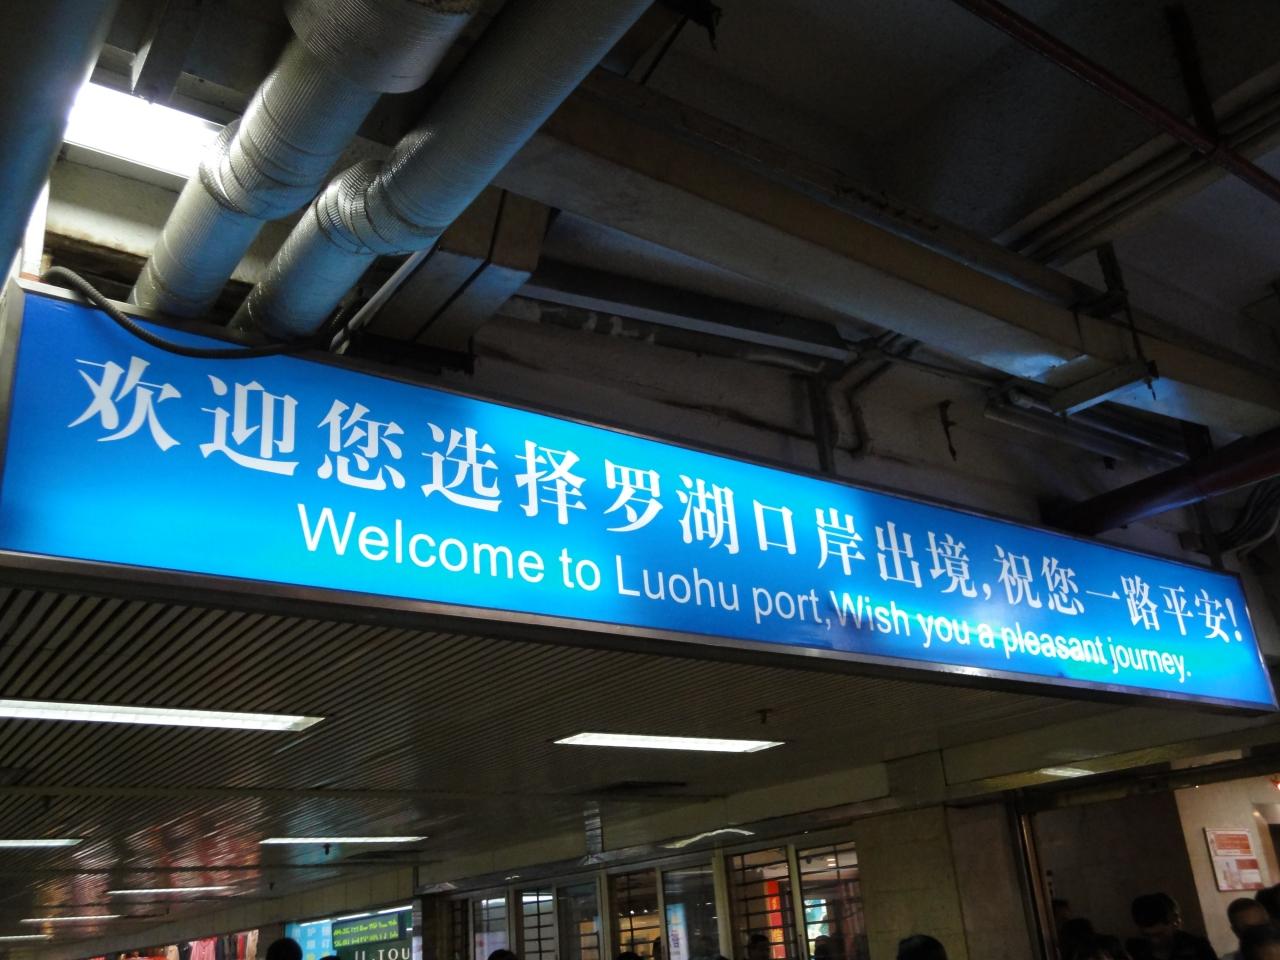 欢迎您选择罗湖口岸出境,祝您一路平安!
Welcome to Luohu port,Wish you a pleasant journey.